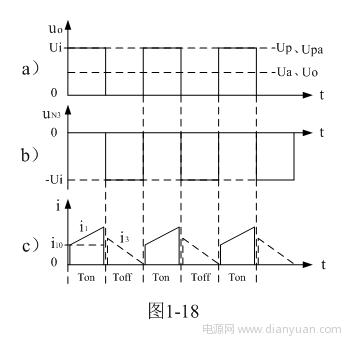 uo
Ui
Up、Upa
a)
Ua、Uo
0
t
uN3
0
t
b)
-Ui
i
i1
i3
c)
i10
0
t
Ton Toff Ton Toff Ton
图1-18
电源网 www.dianyuan.com